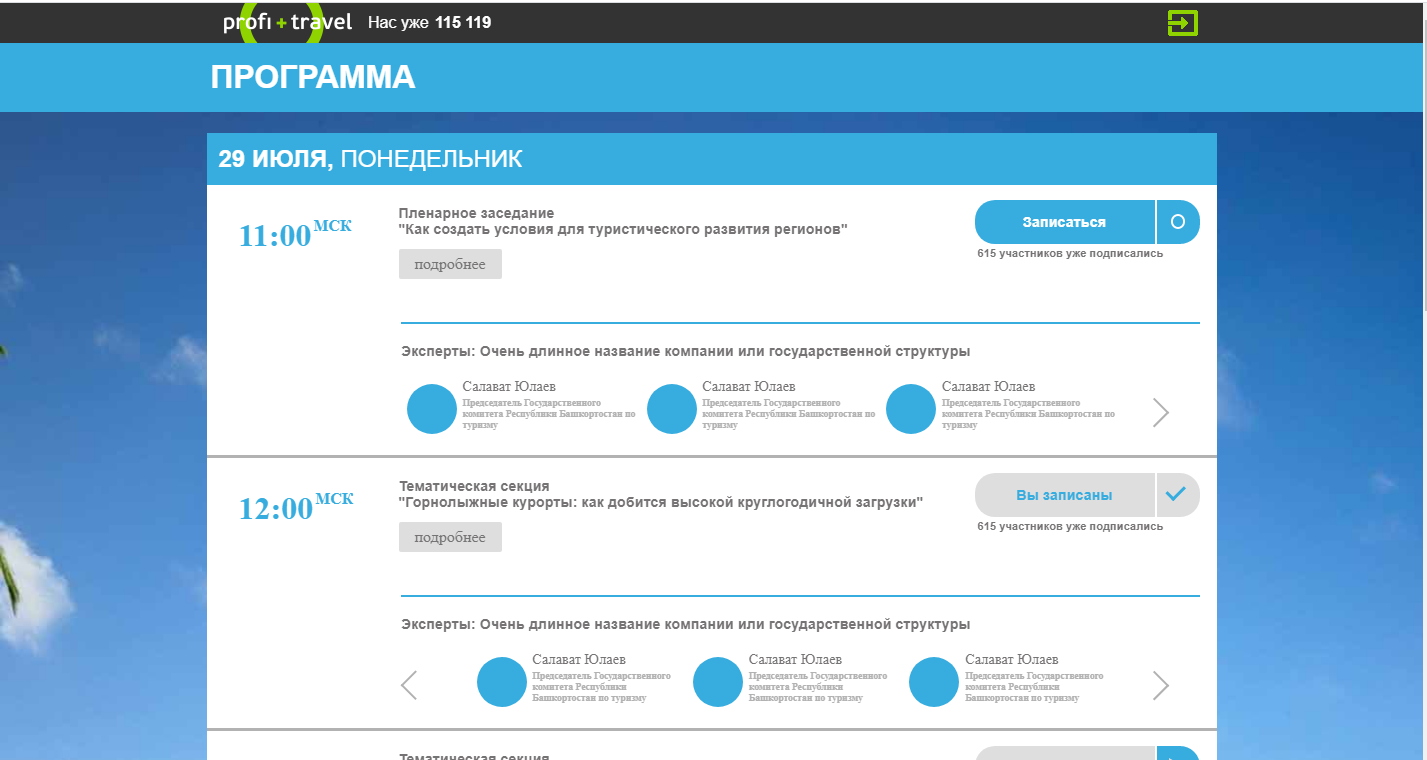 profi + travel Нас уже 115 119
ПРОГРАММА
29 ИЮЛЯ, ПОНЕДЕЛЬНИК
11:00 МСК
Пленарное заседание
"Как создать условия для туристического развития регионов"
подробнее
Записаться
615 участников уже подписались
Эксперты: Очень длинное название компании или государственной структуры
Салават Юлаев
Председатель Государственного
комитета Республики Башкортостан по
туризму
Салават Юлаев
Председатель Государственного
комитета Республики Башкортостан по
туризму
Салават Юлаев
Председатель Государственного
комитета Республики Башкортостан по
туризму
12:00 МСК
Тематическая секция
"Горнолыжные курорты: как добится высокой круглогодичной загрузки"
подробнее
Вы записаны
615 участников уже подписались
Эксперты: Очень длинное название компании или государственной структуры
Салават Юлаев
Председатель Государственного
комитета Республики
Башкортостан по туризму
Салават Юлаев
Председатель Государственного
комитета Республики
Башкортостан по туризму
Салават Юлаев
Председатель Государственного
комитета Республики
Башкортостан по туризму
Тематическая секция